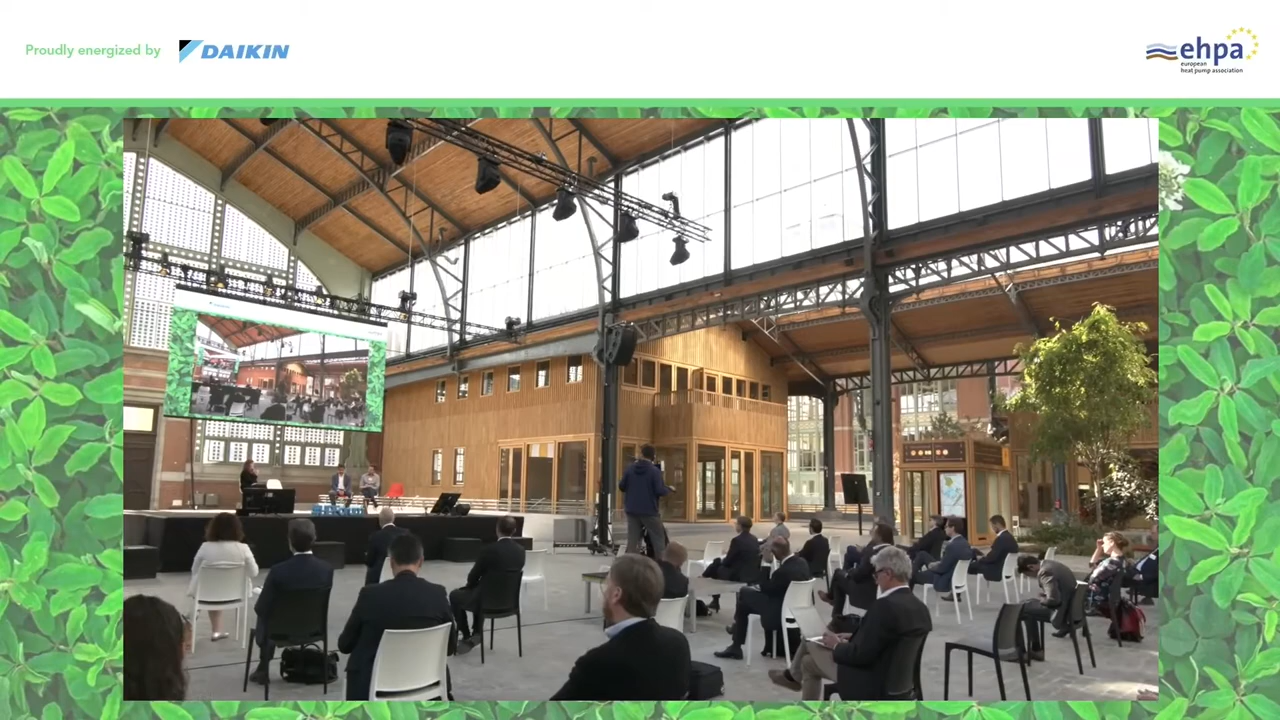 Proudly energized by
DAIKIN
ehpa
european
heat pump association